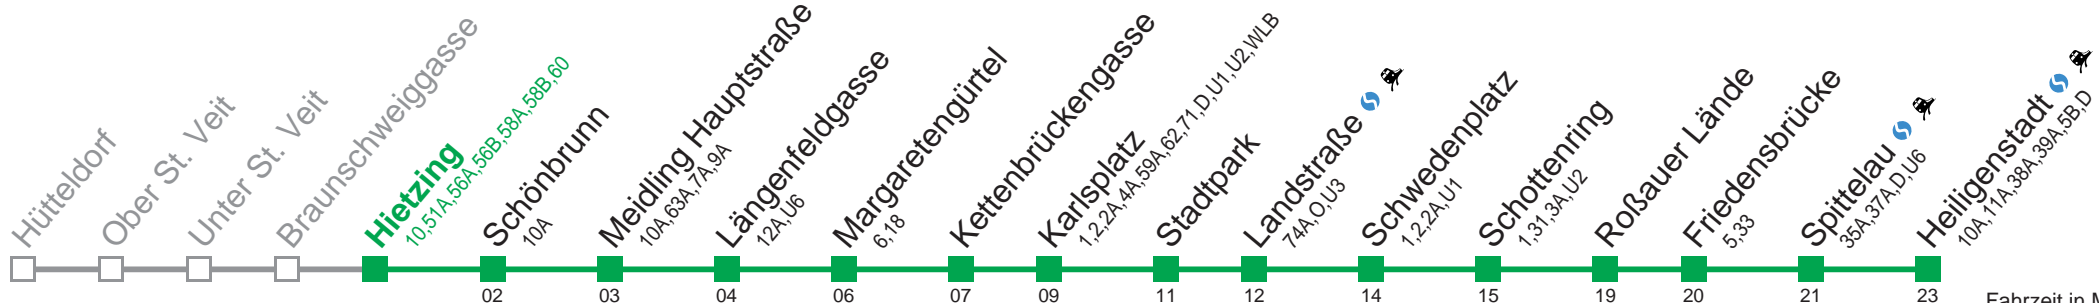 Hütteldorf
Ober St. Veit
Unter St. Veit
Braunschweiggasse
Hietzing
10,51A,56A,56B,58A,58B,60
Schönbrunn
10A
Meidling Hauptstraße
10A,63A,7A,9A
Längenfeldgasse
12A,U6
Margaretengürtel
6,18
Kettenbrückengasse
Karlsplatz
1,2,2A,4A,59A,62,71,D,U1,U2,WLB
Stadtpark
Landstraße
74A,O,U3
Schwedenplatz
1,2,2A,U1
Schottenring
1,31,3A,U2
Roßauer Lände
Friedensbrücke
5,33
Spittelau
35A,37A,D,U6
Heiligenstadt
10A,11A,38A,39A,5B,D
02 03 04 06 07 09 11 12 14 15 19 20 21 23
Fahrzeit in